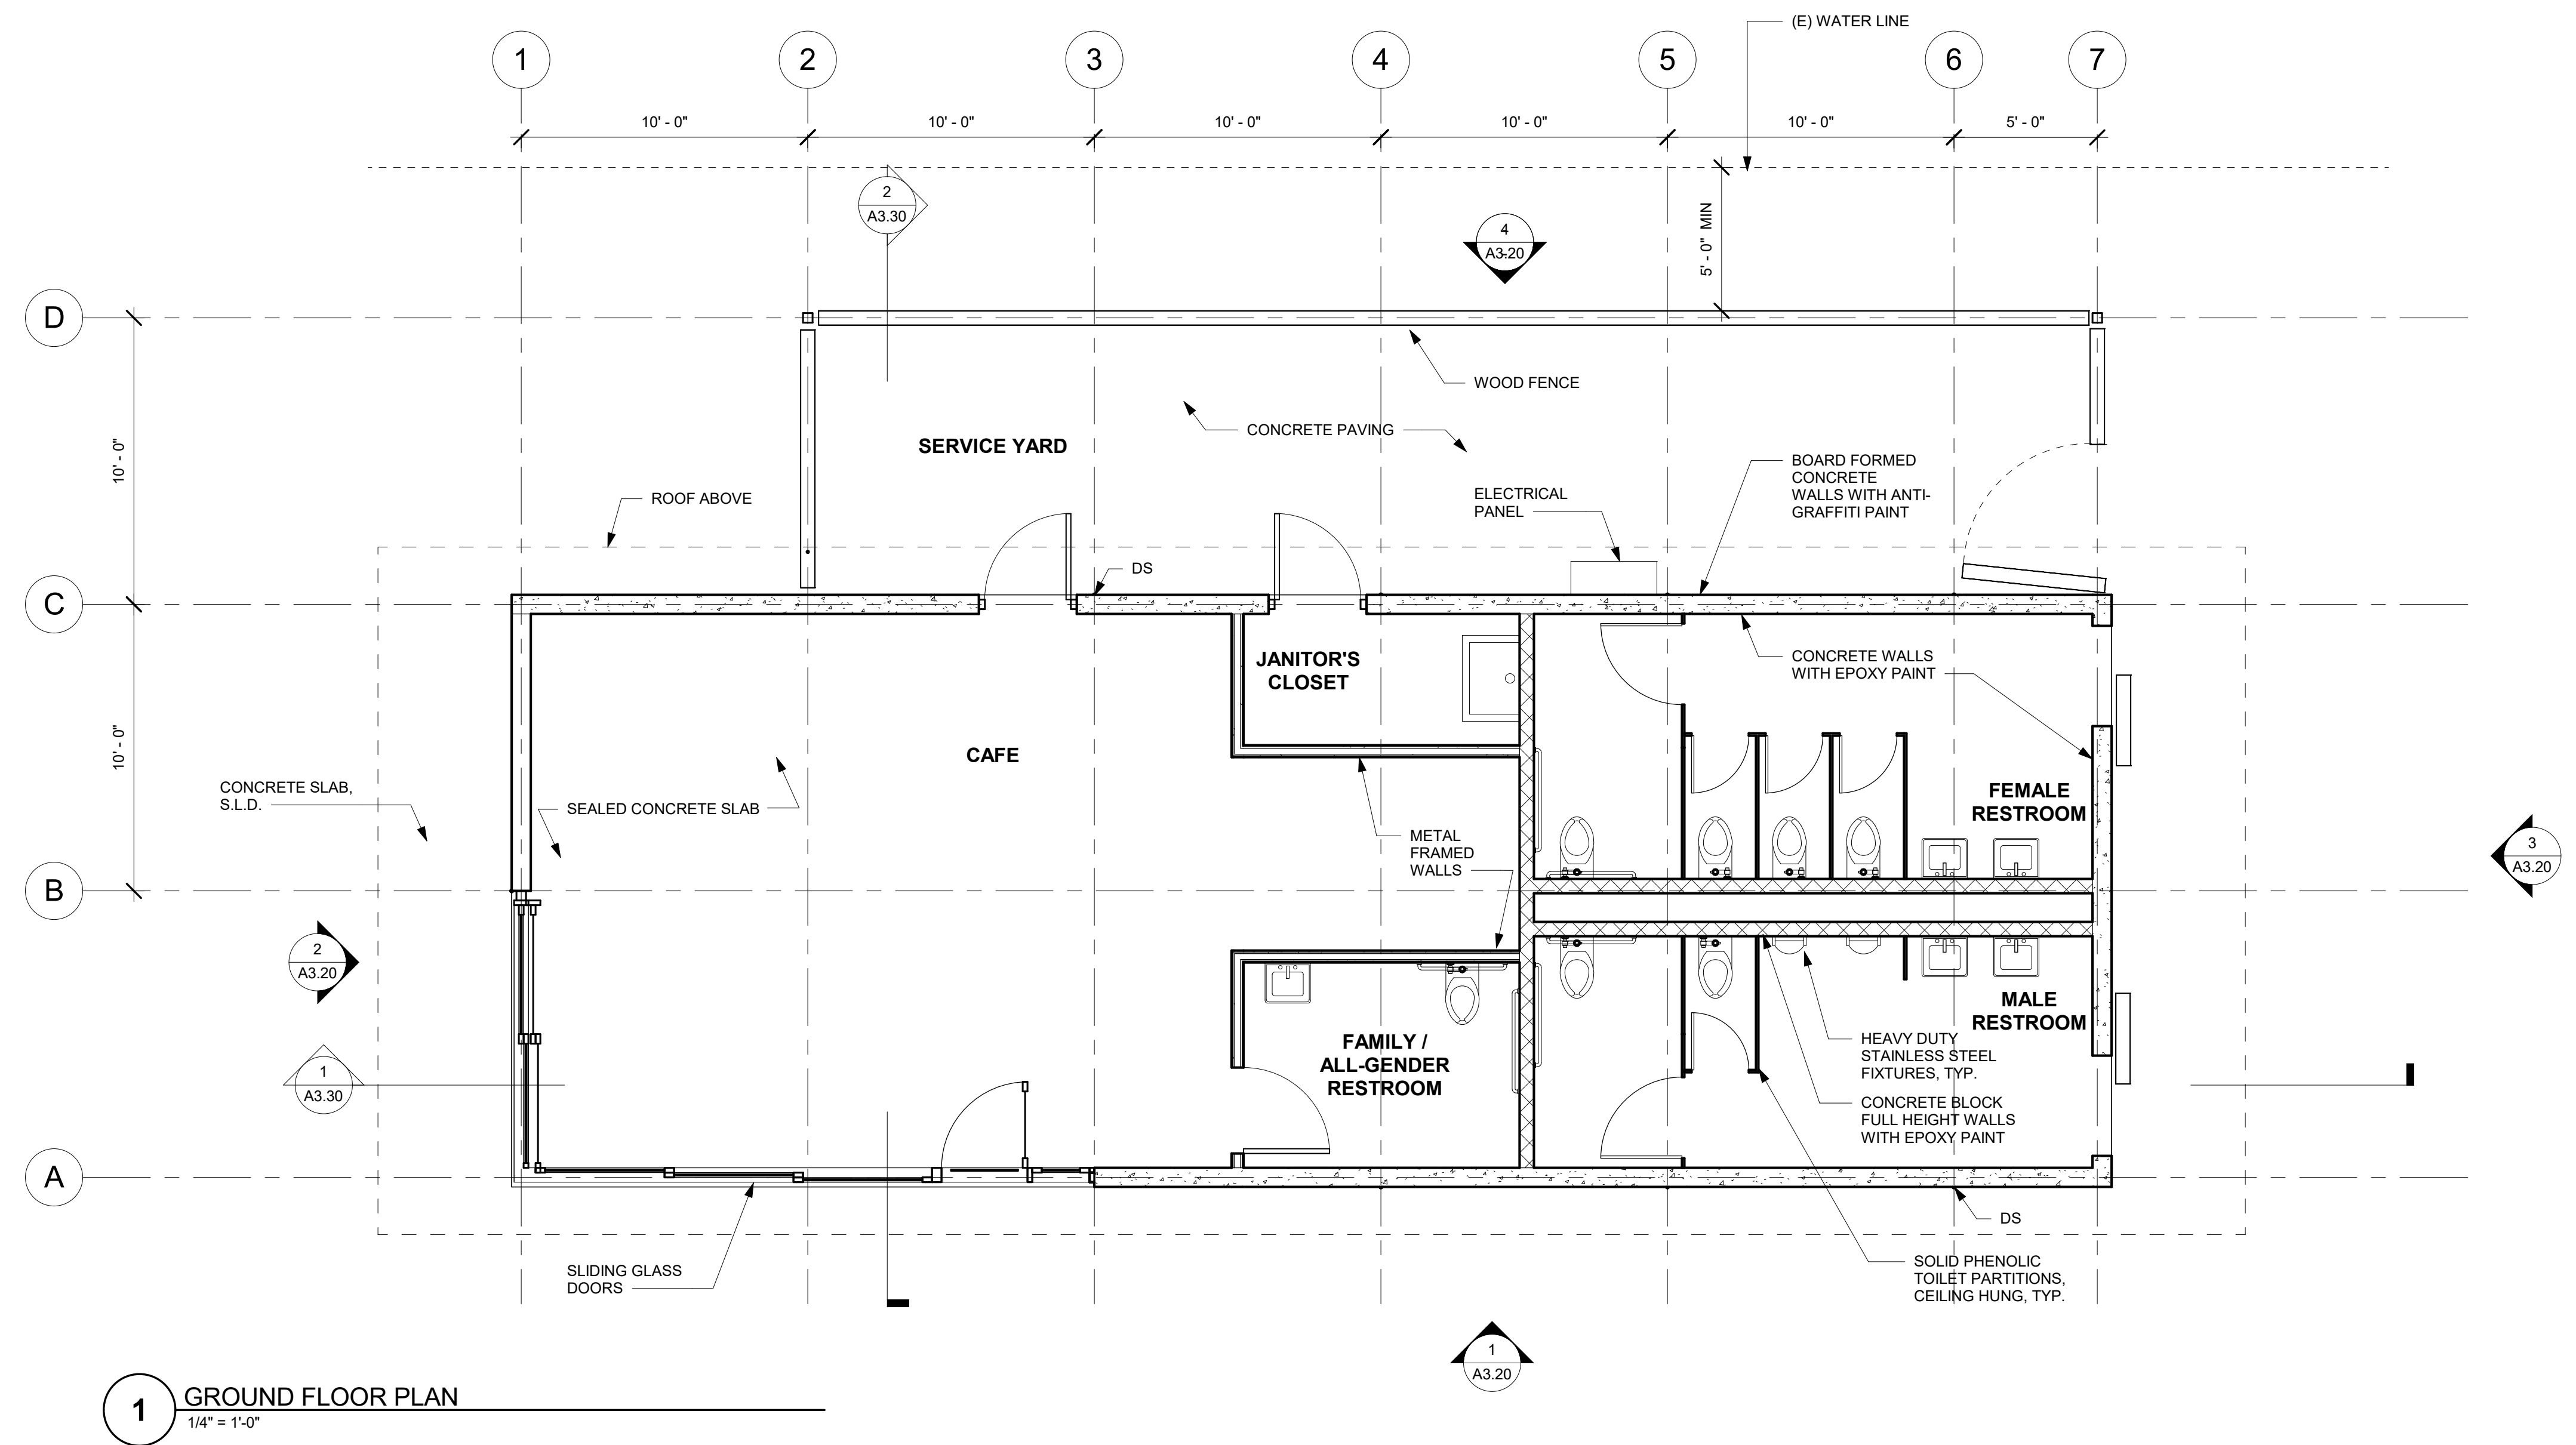 (E) WATER LINE
1
2
3
4
5
6
7
10' - 0"
10' - 0"
10' - 0"
10' - 0"
10' - 0"
5' - 0"
2
A3.30
4
A3.20
5' - 0" MIN
D
WOOD FENCE
CONCRETE PAVING
SERVICE YARD
10' - 0"
BOARD FORMED
CONCRETE
WALLS WITH ANTI-
GRAFFITI PAINT
ROOF ABOVE
ELECTRICAL
PANEL
DS
C
JANITOR'S
CLOSET
CONCRETE WALLS
WITH EPOXY PAINT
10' - 0"
CAFE
CONCRETE SLAB,
S.L.D.
SEALED CONCRETE SLAB
FEMALE
RESTROOM
METAL
FRAMED
WALLS
3
A3.20
B
2
A3.20
MALE
RESTROOM
FAMILY /
ALL-GENDER
RESTROOM
HEAVY DUTY
STAINLESS STEEL
FIXTURES, TYP.
1
A3.30
CONCRETE BLOCK
FULL HEIGHT WALLS
WITH EPOXY PAINT
A
DS
SLIDING GLASS
DOORS
SOLID PHENOLIC
TOILET PARTITIONS,
CEILING HUNG, TYP.
1
A3.20
1
GROUND FLOOR PLAN
1/4" = 1'-0"